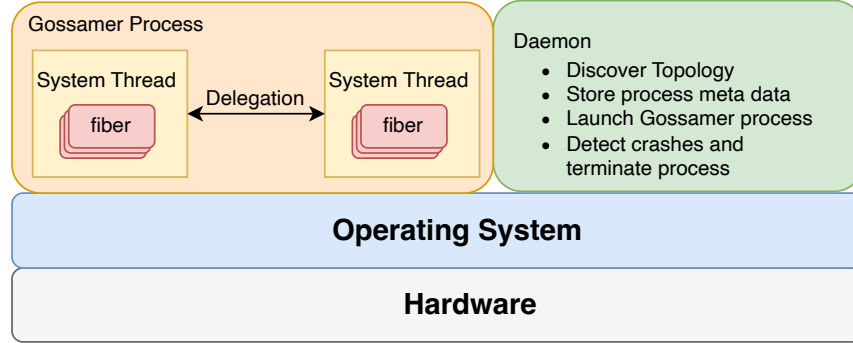 Gossamer Process
System Thread
fiber
Delegation
System Thread
fiber
Daemon
• Discover Topology
• Store process meta data
• Launch Gossamer process
• Detect crashes and
terminate process
Operating System
Hardware